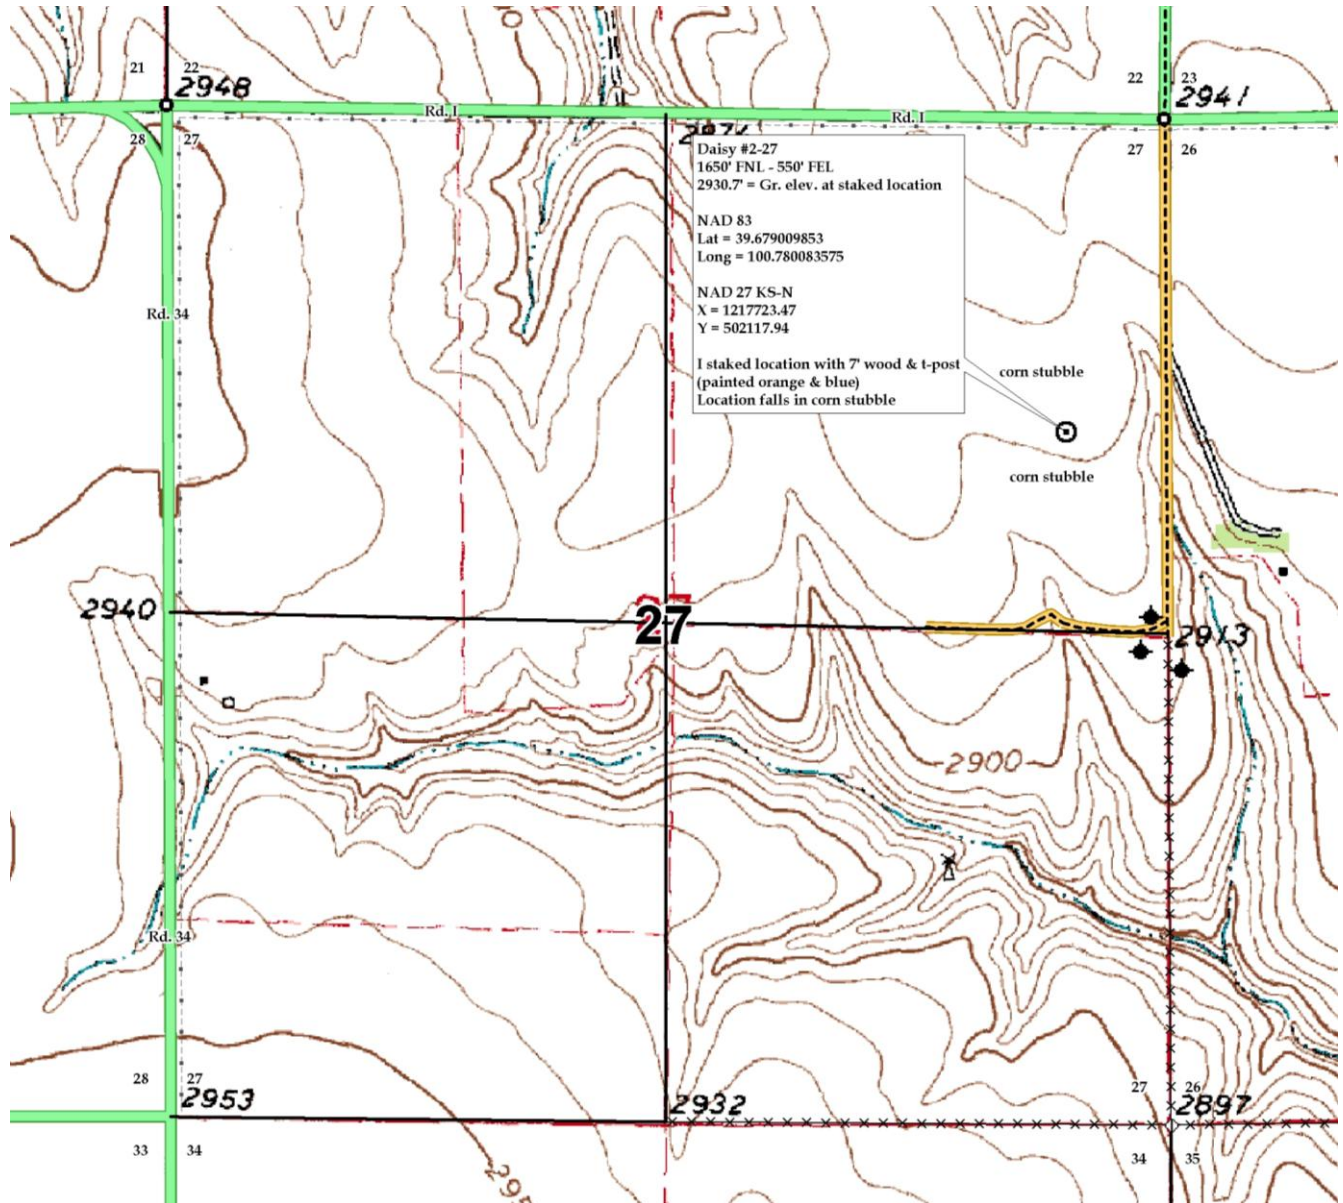 21
22
2948
28
27
Rd. I
Rd. I
22
23
2941
27
26
Daisy #2-27
1650' FNL - 550' FEL
2930.7' = Gr. elev. at staked location
NAD 83
Lat = 39.679009853
Long = 100.780083575
NAD 27 KS-N
X = 1217723.47
Y = 502117.94
I staked location with 7' wood & t-post
(painted orange & blue)
Location falls in corn stubble
Rd. 34
corn stubble
corn stubble
2940
27
2913
2900
Rd. 34
28
27
2953
2932
27
26
2897
33
34
34
35